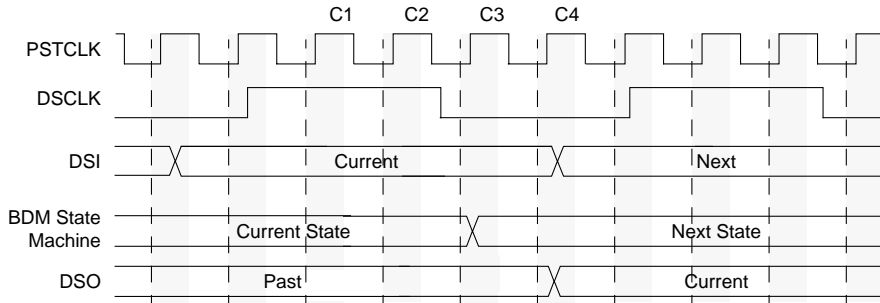 C1 C2 C3 C4
PSTCLK
DSCLK
DSI Current Next
BDM State
Machine Current State Next State
DSO Past Current